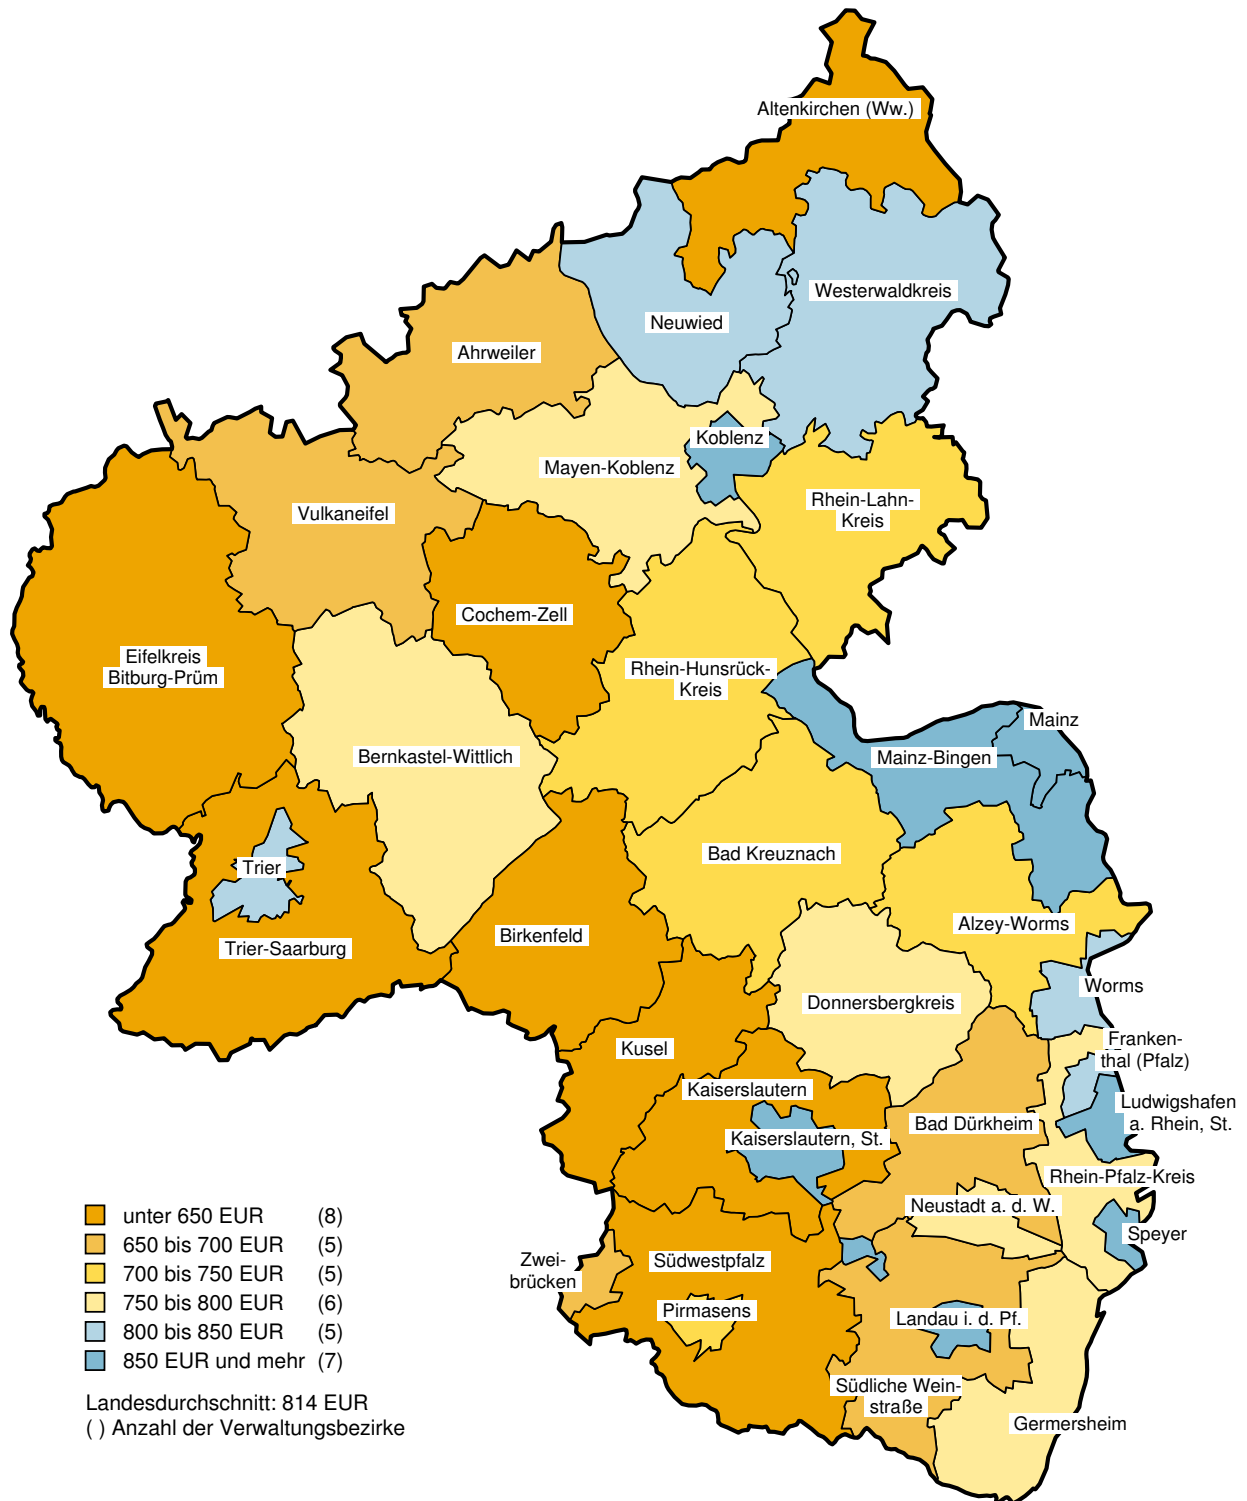 Altenkirchen (Ww.)
Westerwaldkreis
Neuwied
Ahrweiler
Koblenz
Mayen-Koblenz
Rhein-Lahn-
Kreis
Vulkaneifel
Cochem-Zell
Eifelkreis
Bitburg-Prüm
Rhein-Hunsrück-
Kreis
Mainz
Mainz-Bingen
Bernkastel-Wittlich
Bad Kreuznach
Trier
Alzey-Worms
Birkenfeld
Trier-Saarburg
Worms
Donnersbergkreis
Franken-
thal (Pfalz)
Kusel
Kaiserslautern
Ludwigshafen
a. Rhein, St.
Bad Dürkheim
Kaiserslautern, St.
Rhein-Pfalz-Kreis
Neustadt a. d. W.
Speyer
Zwei-
brücken
Südwestpfalz
Pirmasens
Landau i. d. Pf.
Südliche Wein-
straße
Germersheim
unter 650 EUR (8)
650 bis 700 EUR (5)
700 bis 750 EUR (5)
750 bis 800 EUR (6)
800 bis 850 EUR (5)
850 EUR und mehr (7)
Landesdurchschnitt: 814 EUR
( ) Anzahl der Verwaltungsbezirke